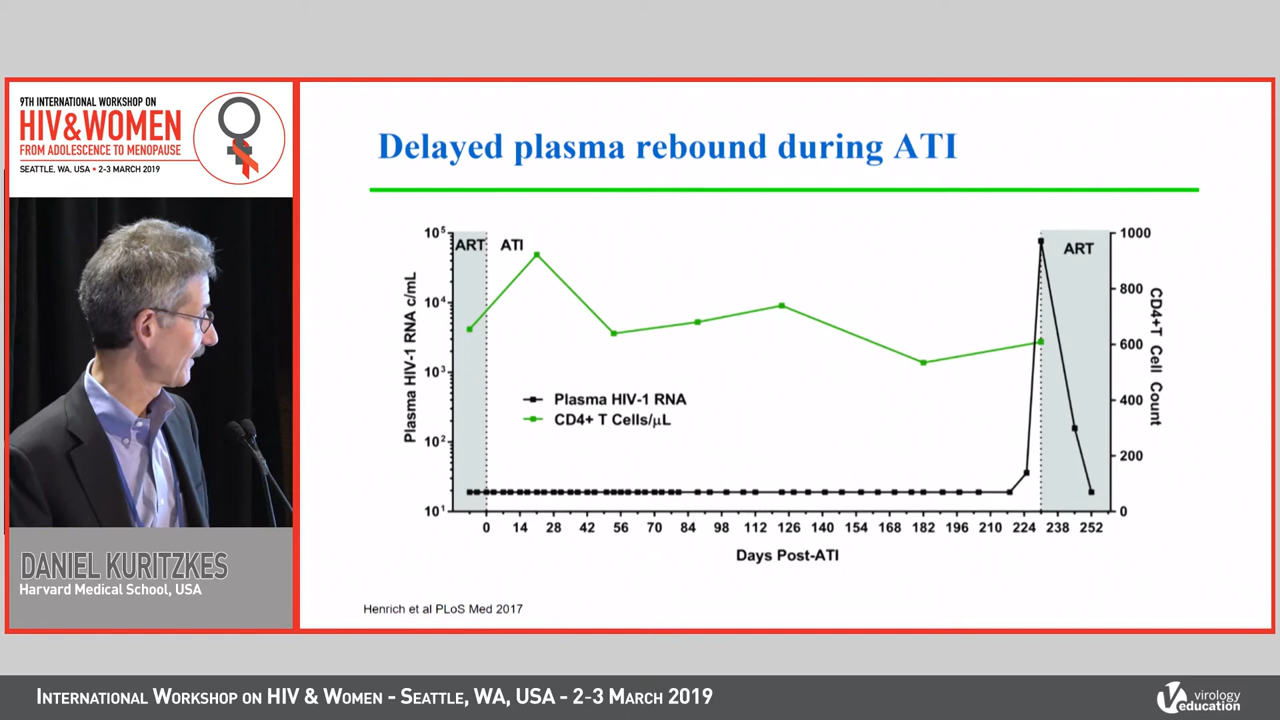 9TH INTERNATIONAL WORKSHOP ON
HIV&WOMEN
FROM ADOLESCENCE TO MENOPAUSE
SEATTLE, WA, USA • 2-3 MARCH 2019
Delayed plasma rebound during ATI
ART
ATI
ART
Plasma HIV-1 RNA c/mL
10⁵
10⁴
10³
10²
10¹
1000
800
600
400
200
0
CD4+T Cell Count
Plasma HIV-1 RNA
CD4+ T Cells/μL
0 14 28 42 56 70 84 98 112 126 140 154 168 182 196 210 224 238 252
Days Post-ATI
Henrich et al PLoS Med 2017
DANIEL KURITZKES
Harvard Medical School, USA
INTERNATIONAL WORKSHOP ON HIV & WOMEN - SEATTLE, WA, USA - 2-3 MARCH 2019
virology
education